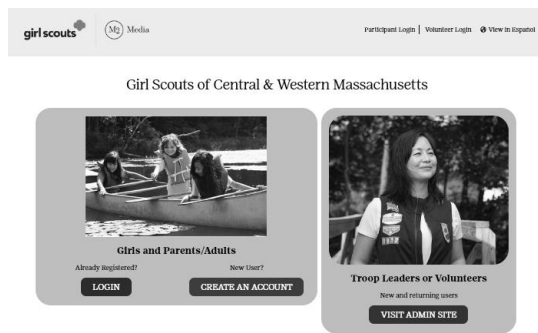 girl scouts
M2 Media
Participant Login | Volunteer Login View in Español
Girl Scouts of Central & Western Massachusetts
Girls and Parents/Adults
Already Registered?
New User?
LOGIN
CREATE AN ACCOUNT
Troop Leaders or Volunteers
New and returning users
VISIT ADMIN SITE